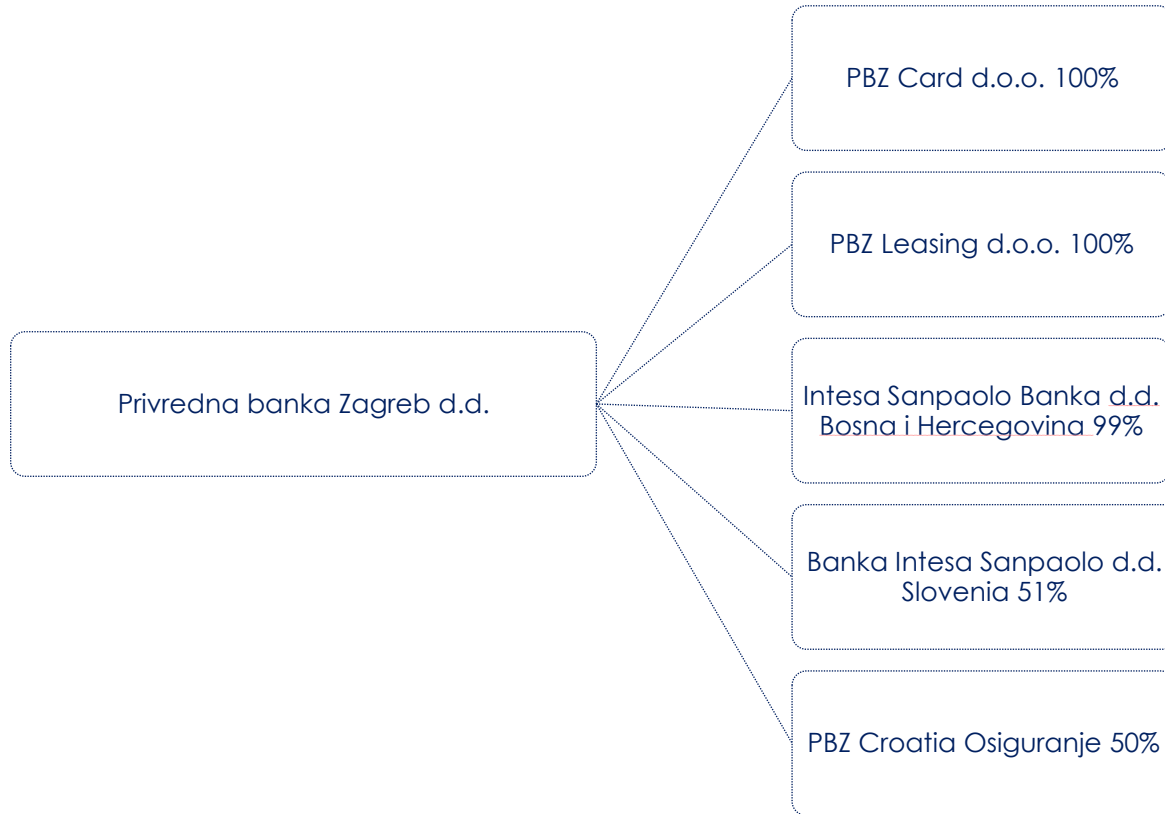 PBZ Card d.o.o. 100%
PBZ Leasing d.o.o. 100%
Privredna banka Zagreb d.d.
Intesa Sanpaolo Banka d.d.
Bosna i Hercegovina 99%
Banka Intesa Sanpaolo d.d.
Slovenia 51%
PBZ Croatia Osiguranje 50%